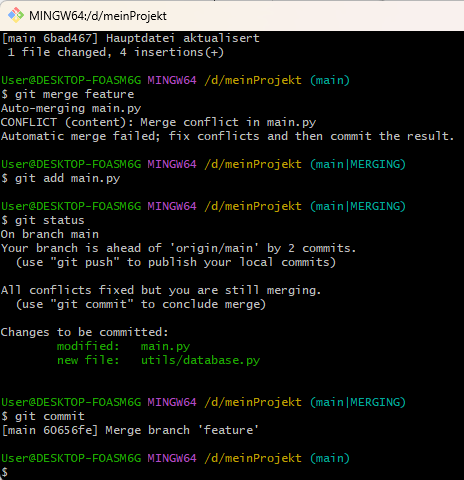 MINGW64:/d/meinProjekt
[main 6bad467] Hauptdatei aktualisert
 1 file changed, 4 insertions(+)
User@DESKTOP-FOASM6G MINGW64 /d/meinProjekt (main)
$ git merge feature
Auto-merging main.py
CONFLICT (content): Merge conflict in main.py
Automatic merge failed; fix conflicts and then commit the result.
User@DESKTOP-FOASM6G MINGW64 /d/meinProjekt (main|MERGING)
$ git add main.py
User@DESKTOP-FOASM6G MINGW64 /d/meinProjekt (main|MERGING)
$ git status
On branch main
Your branch is ahead of 'origin/main' by 2 commits.
  (use "git push" to publish your local commits)
All conflicts fixed but you are still merging.
  (use "git commit" to conclude merge)
Changes to be committed:
        modified:   main.py
        new file:   utils/database.py
User@DESKTOP-FOASM6G MINGW64 /d/meinProjekt (main|MERGING)
$ git commit
[main 60656fe] Merge branch 'feature'
User@DESKTOP-FOASM6G MINGW64 /d/meinProjekt (main)
$